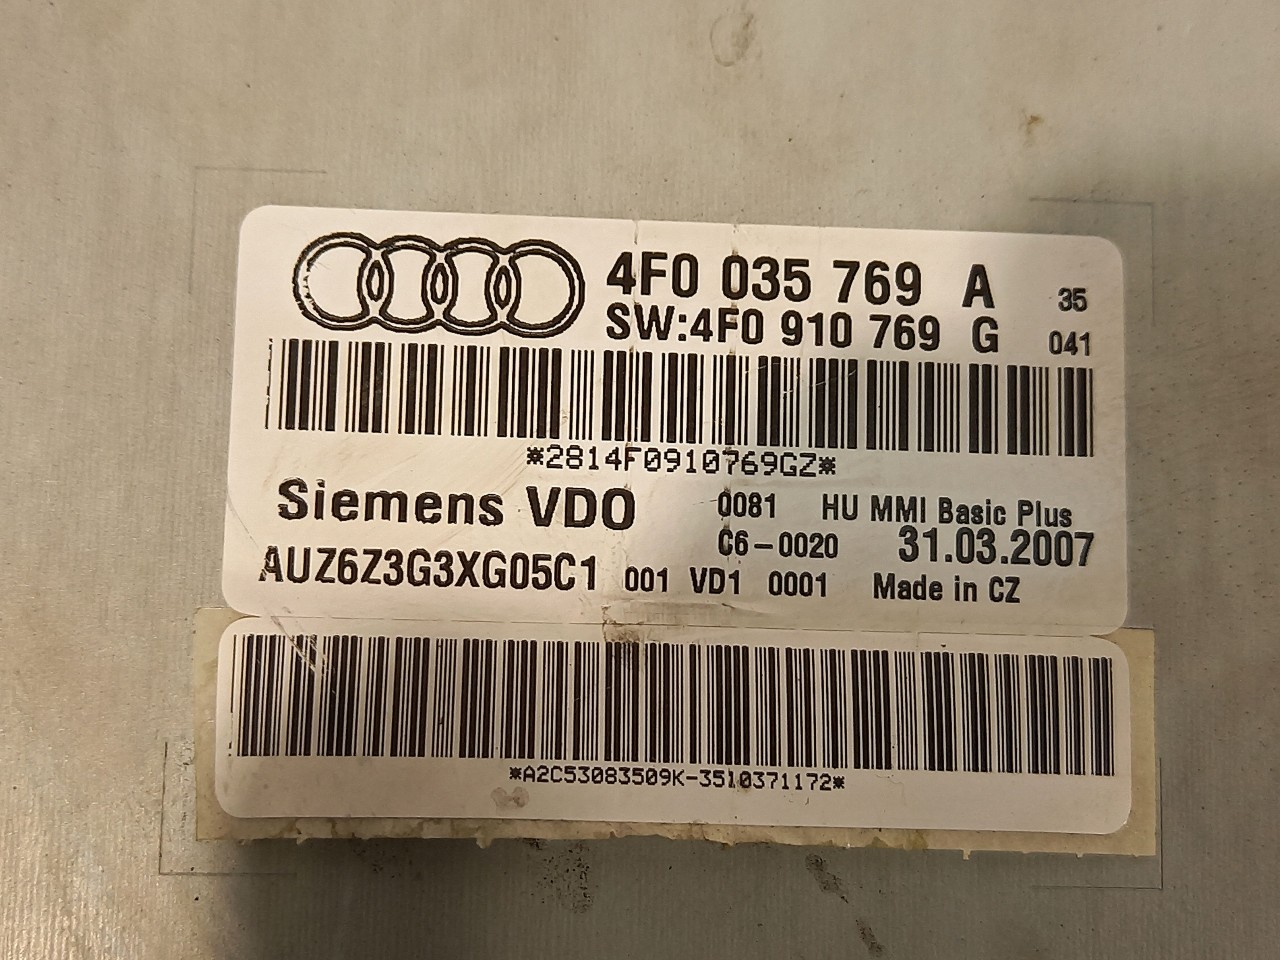 4F0 035 769 A 35
SW:4F0 910 769 G 041
*2814F0910769GZ*
Siemens VDO 0081 HU MMI Basic Plus
C6-0020 31.03.2007
AUZ6Z3G3XG05C1 001 VD1 0001 Made in CZ
*A2C53083509K-3510371172*